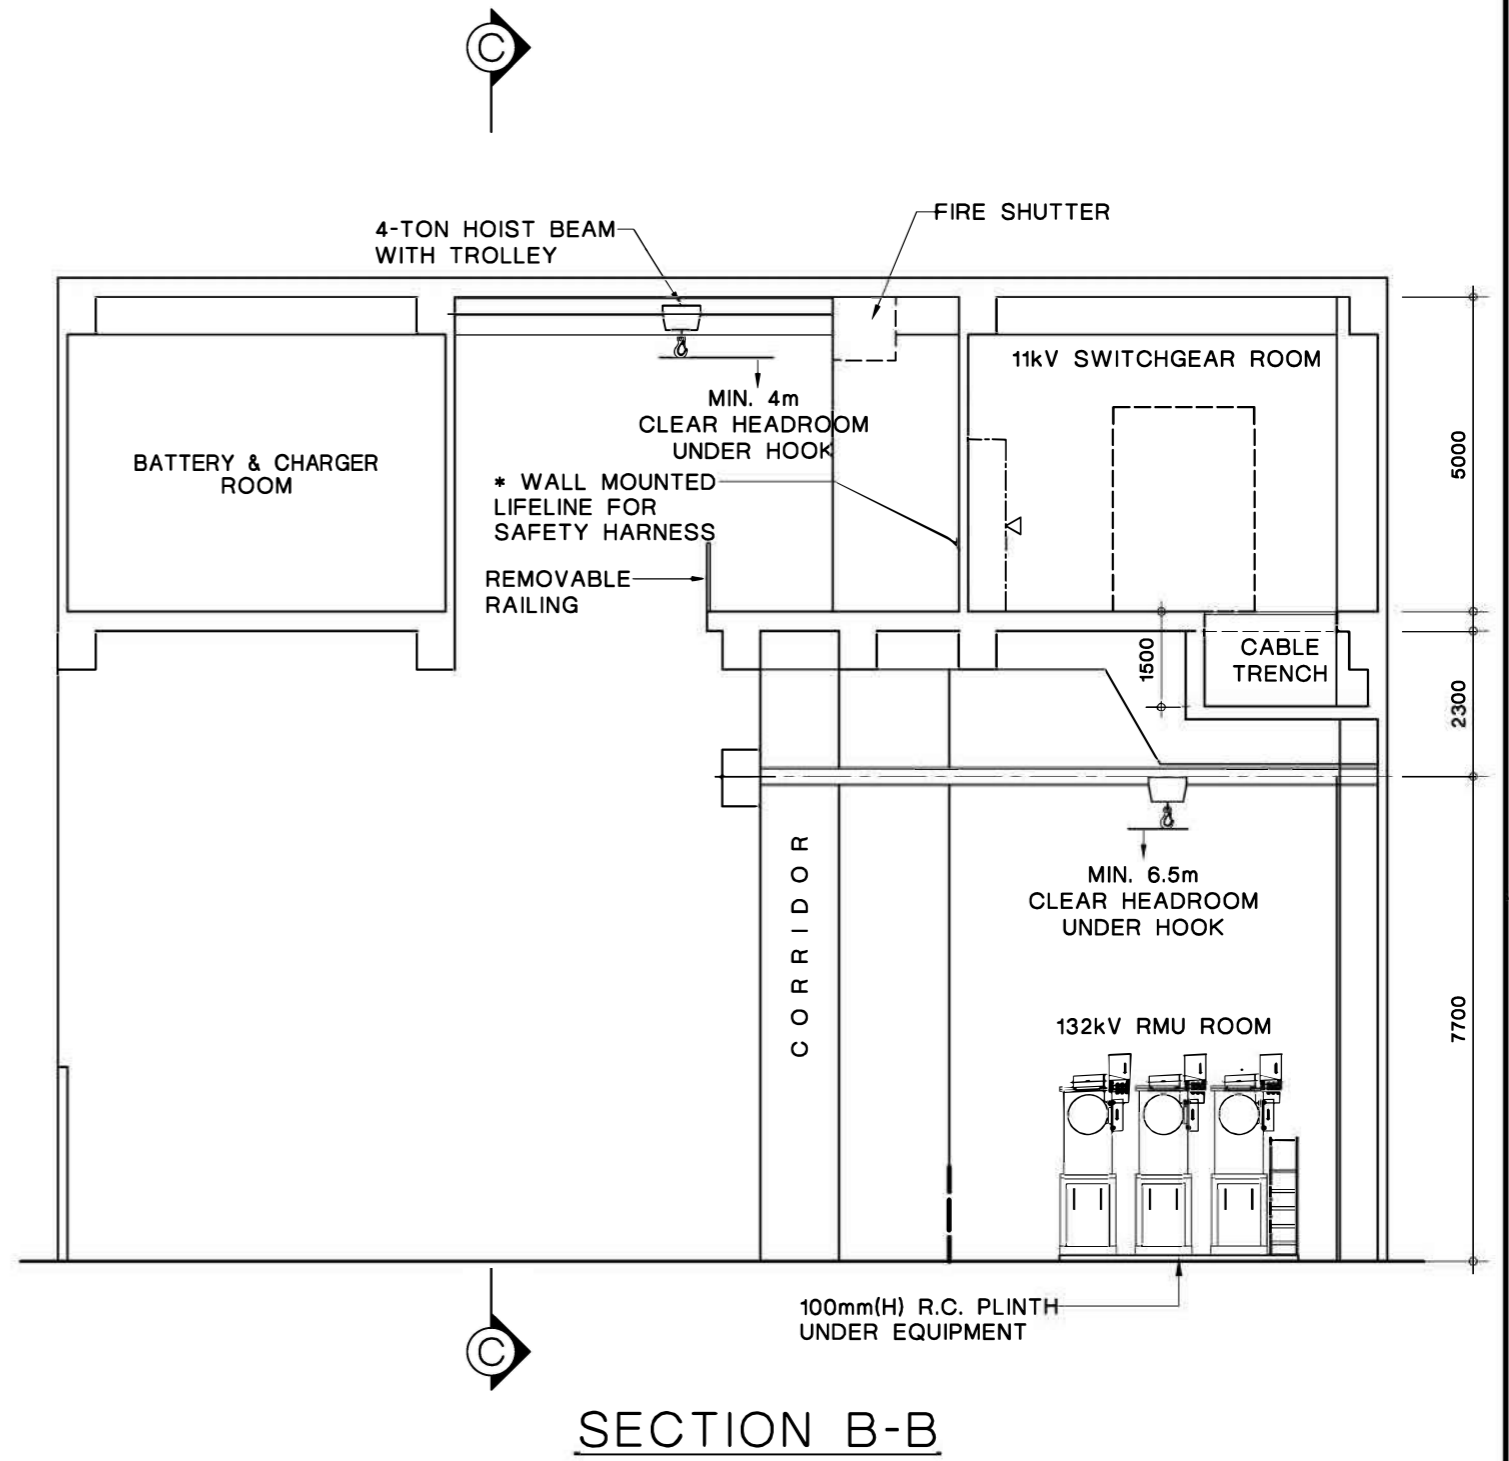 C
4-TON HOIST BEAM
WITH TROLLEY
FIRE SHUTTER
11kV SWITCHGEAR ROOM
MIN. 4m
CLEAR HEADROOM
UNDER HOOK
BATTERY & CHARGER
ROOM
* WALL MOUNTED
LIFELINE FOR
SAFETY HARNESS
REMOVABLE
RAILING
5000
1500
CABLE
TRENCH
2300
CORRIDOR
MIN. 6.5m
CLEAR HEADROOM
UNDER HOOK
132kV RMU ROOM
7700
100mm(H) R.C. PLINTH
UNDER EQUIPMENT
C
SECTION B-B